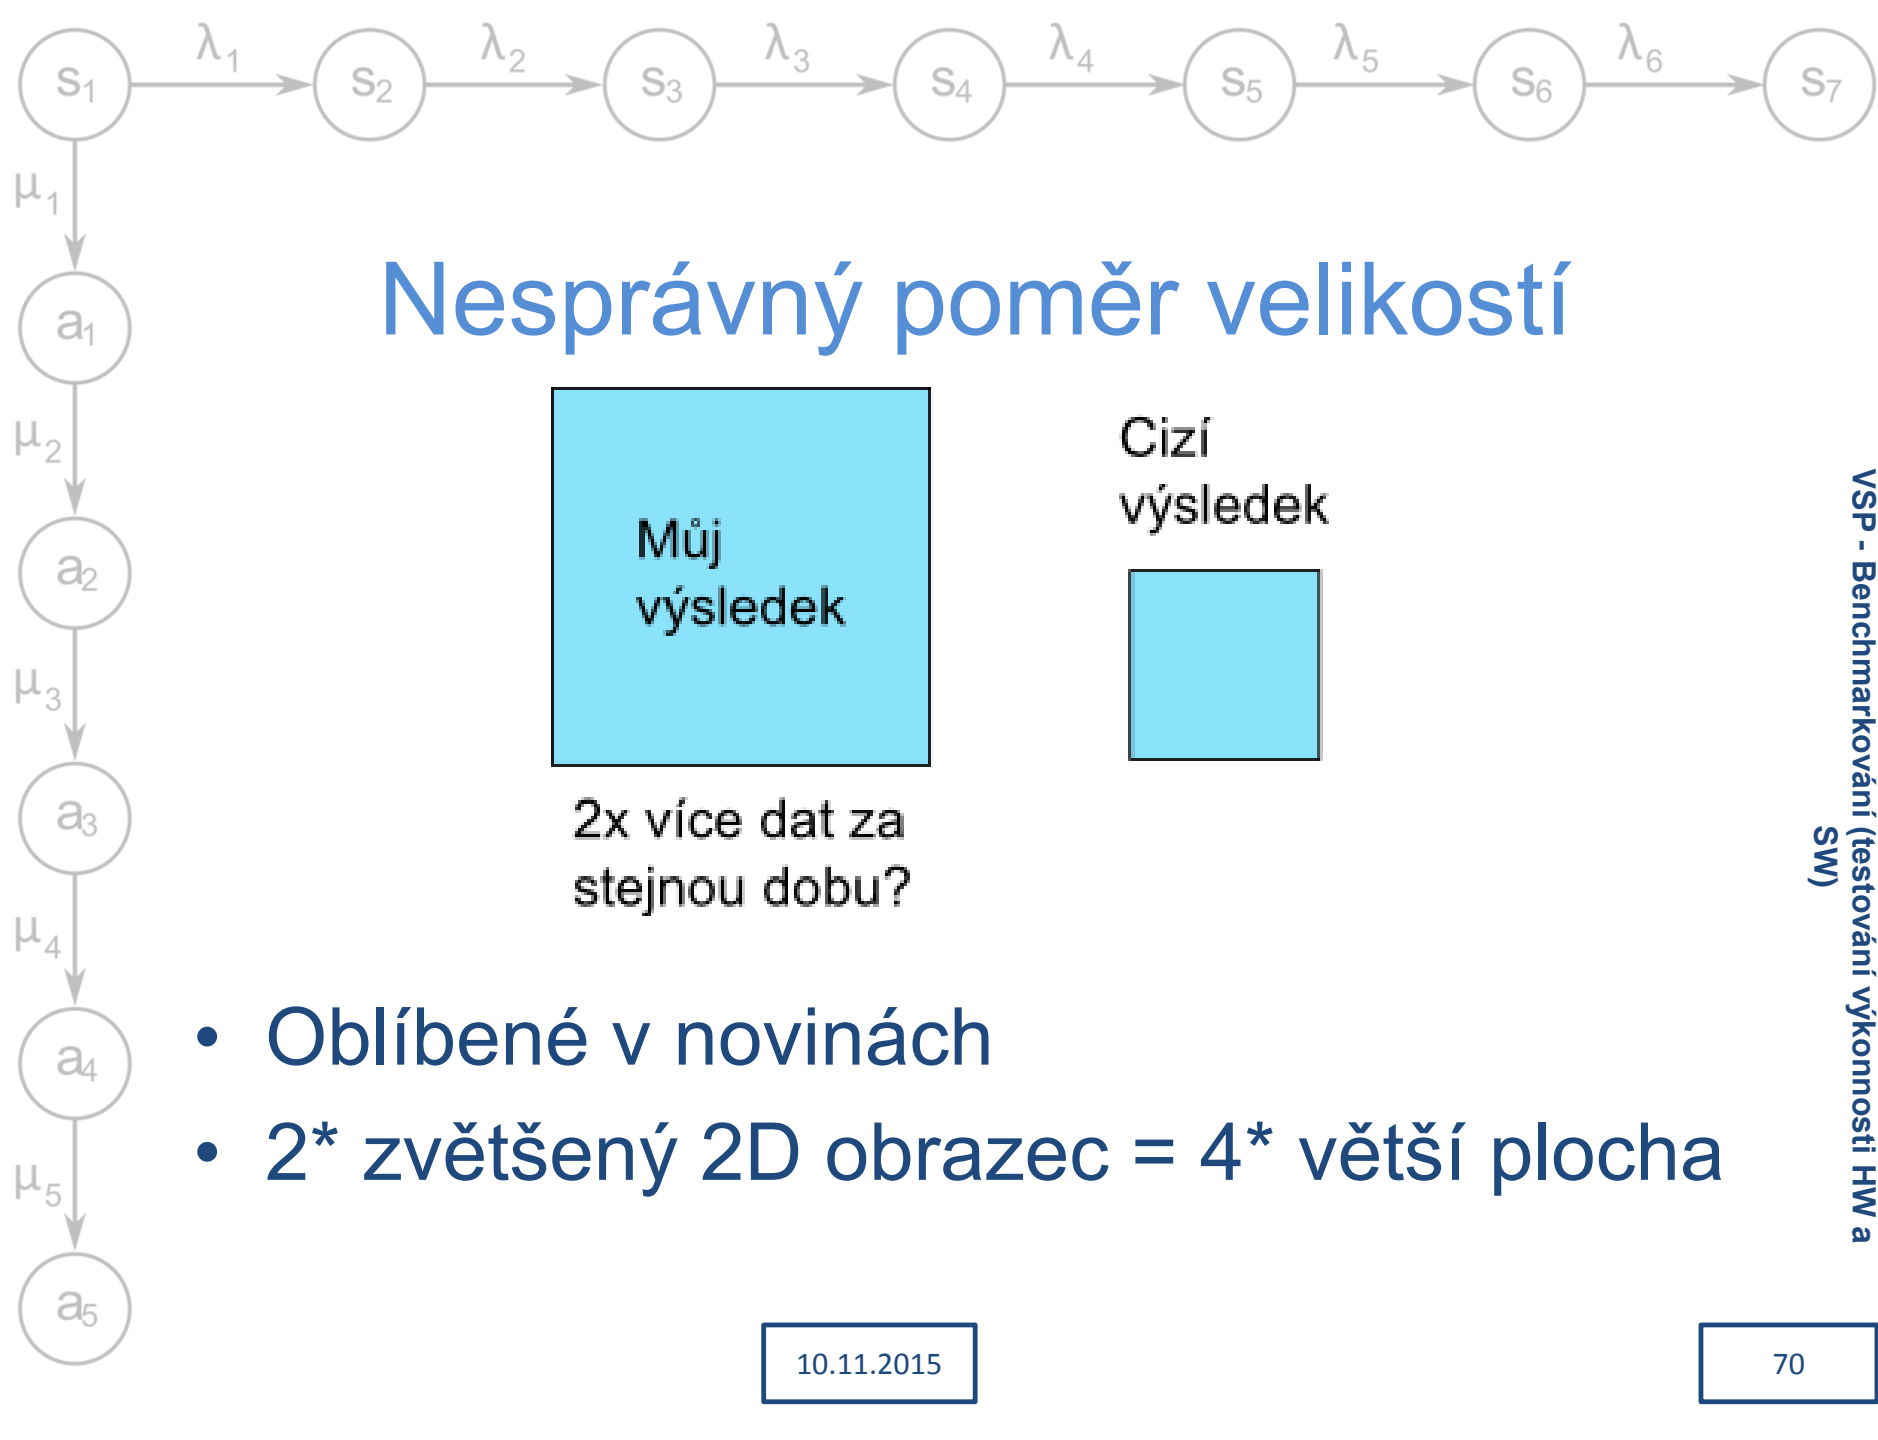 s1 λ1 s2 λ2 s3 λ3 s4 λ4 s5 λ5 s6 λ6 s7
μ1
a1
μ2
a2
μ3
a3
μ4
a4
μ5
a5
Nesprávný poměr velikostí
Můj
výsledek
2x více dat za
stejnou dobu?
Cizí
výsledek
• Oblíbené v novinách
• 2* zvětšený 2D obrazec = 4* větší plocha
VSP - Benchmarkování (testování výkonnosti HW a
SW)
10.11.2015
70